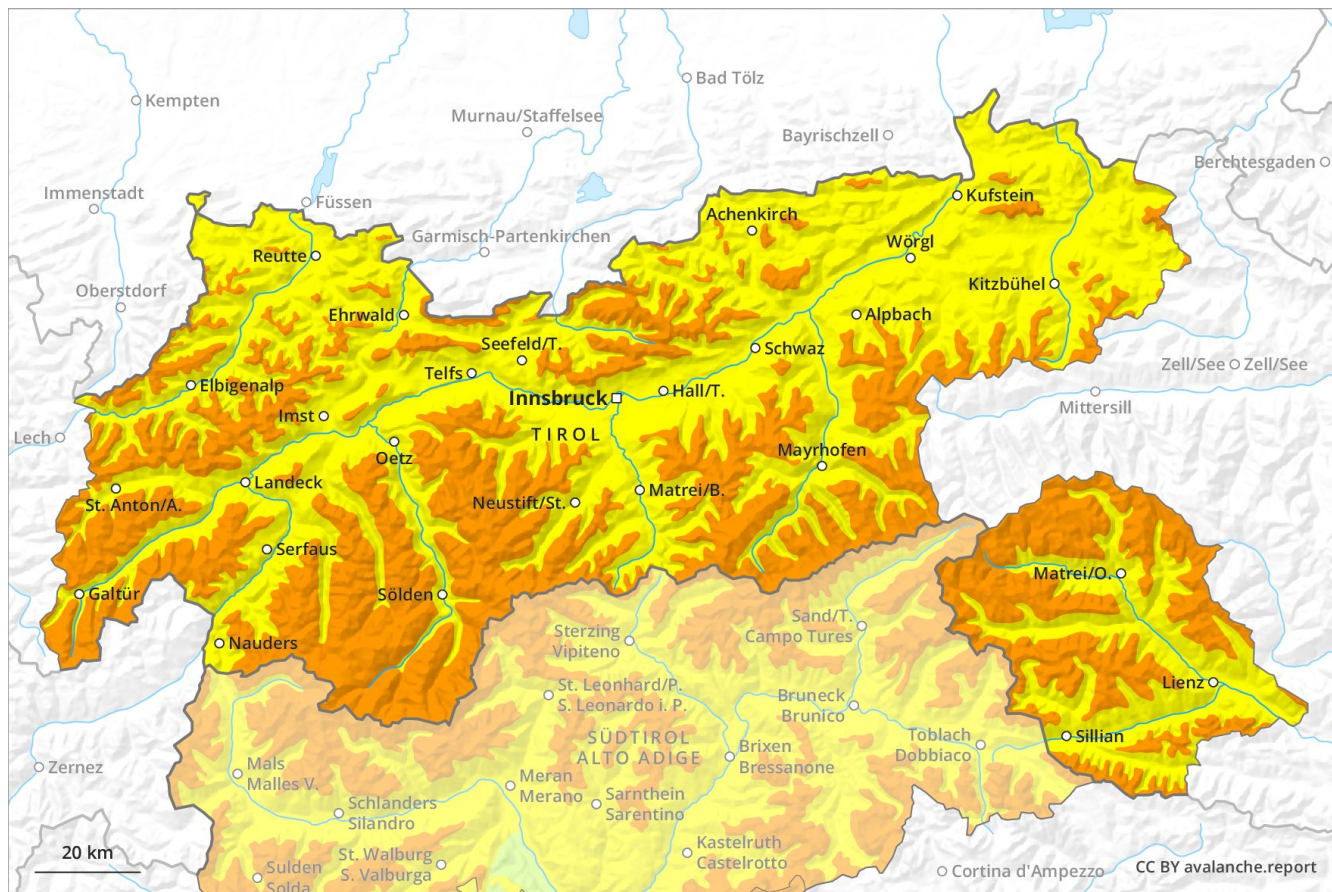 Kempten
Bad Tölz
Murnau/Staffelsee
Bayrischzell
Berchtesgaden
Immenstadt
Füssen
Kufstein
Achenkirch
Garmisch-Partenkirchen
Wörgl
Reutte
Kitzbühel
Oberstdorf
Ehrwald
Alpbach
Seefeld/T.
Schwaz
Zell/See
Zell/See
Telfs
Elbigenalp
Hall/T.
Innsbruck
Mittersill
Imst
TIROL
Lech
Mayrhofen
Oetz
Landeck
Matrei/B.
St. Anton/A.
Neustift/St.
Serfaus
Matrei/O.
Galtür
Sölden
Sand/T.
Campo Tures
Sterzing
Vipiteno
Nauders
Lienz
St. Leonhard/P.
S. Leonardo i. P.
Bruneck
Brunico
SÜDTIROL
ALTO ADIGE
Sillian
Toblach
Dobbiaco
Brixen
Bressanone
Zernez
Mals
Malles V.
Meran
Merano
Sarnthein
Sarentino
Schlanders
Silandro
Kastelruth
Castelrotto
20 km
St. Walburg
S. Valburga
Sulden
Solda
Cortina d'Ampezzo
CC BY avalanche.report